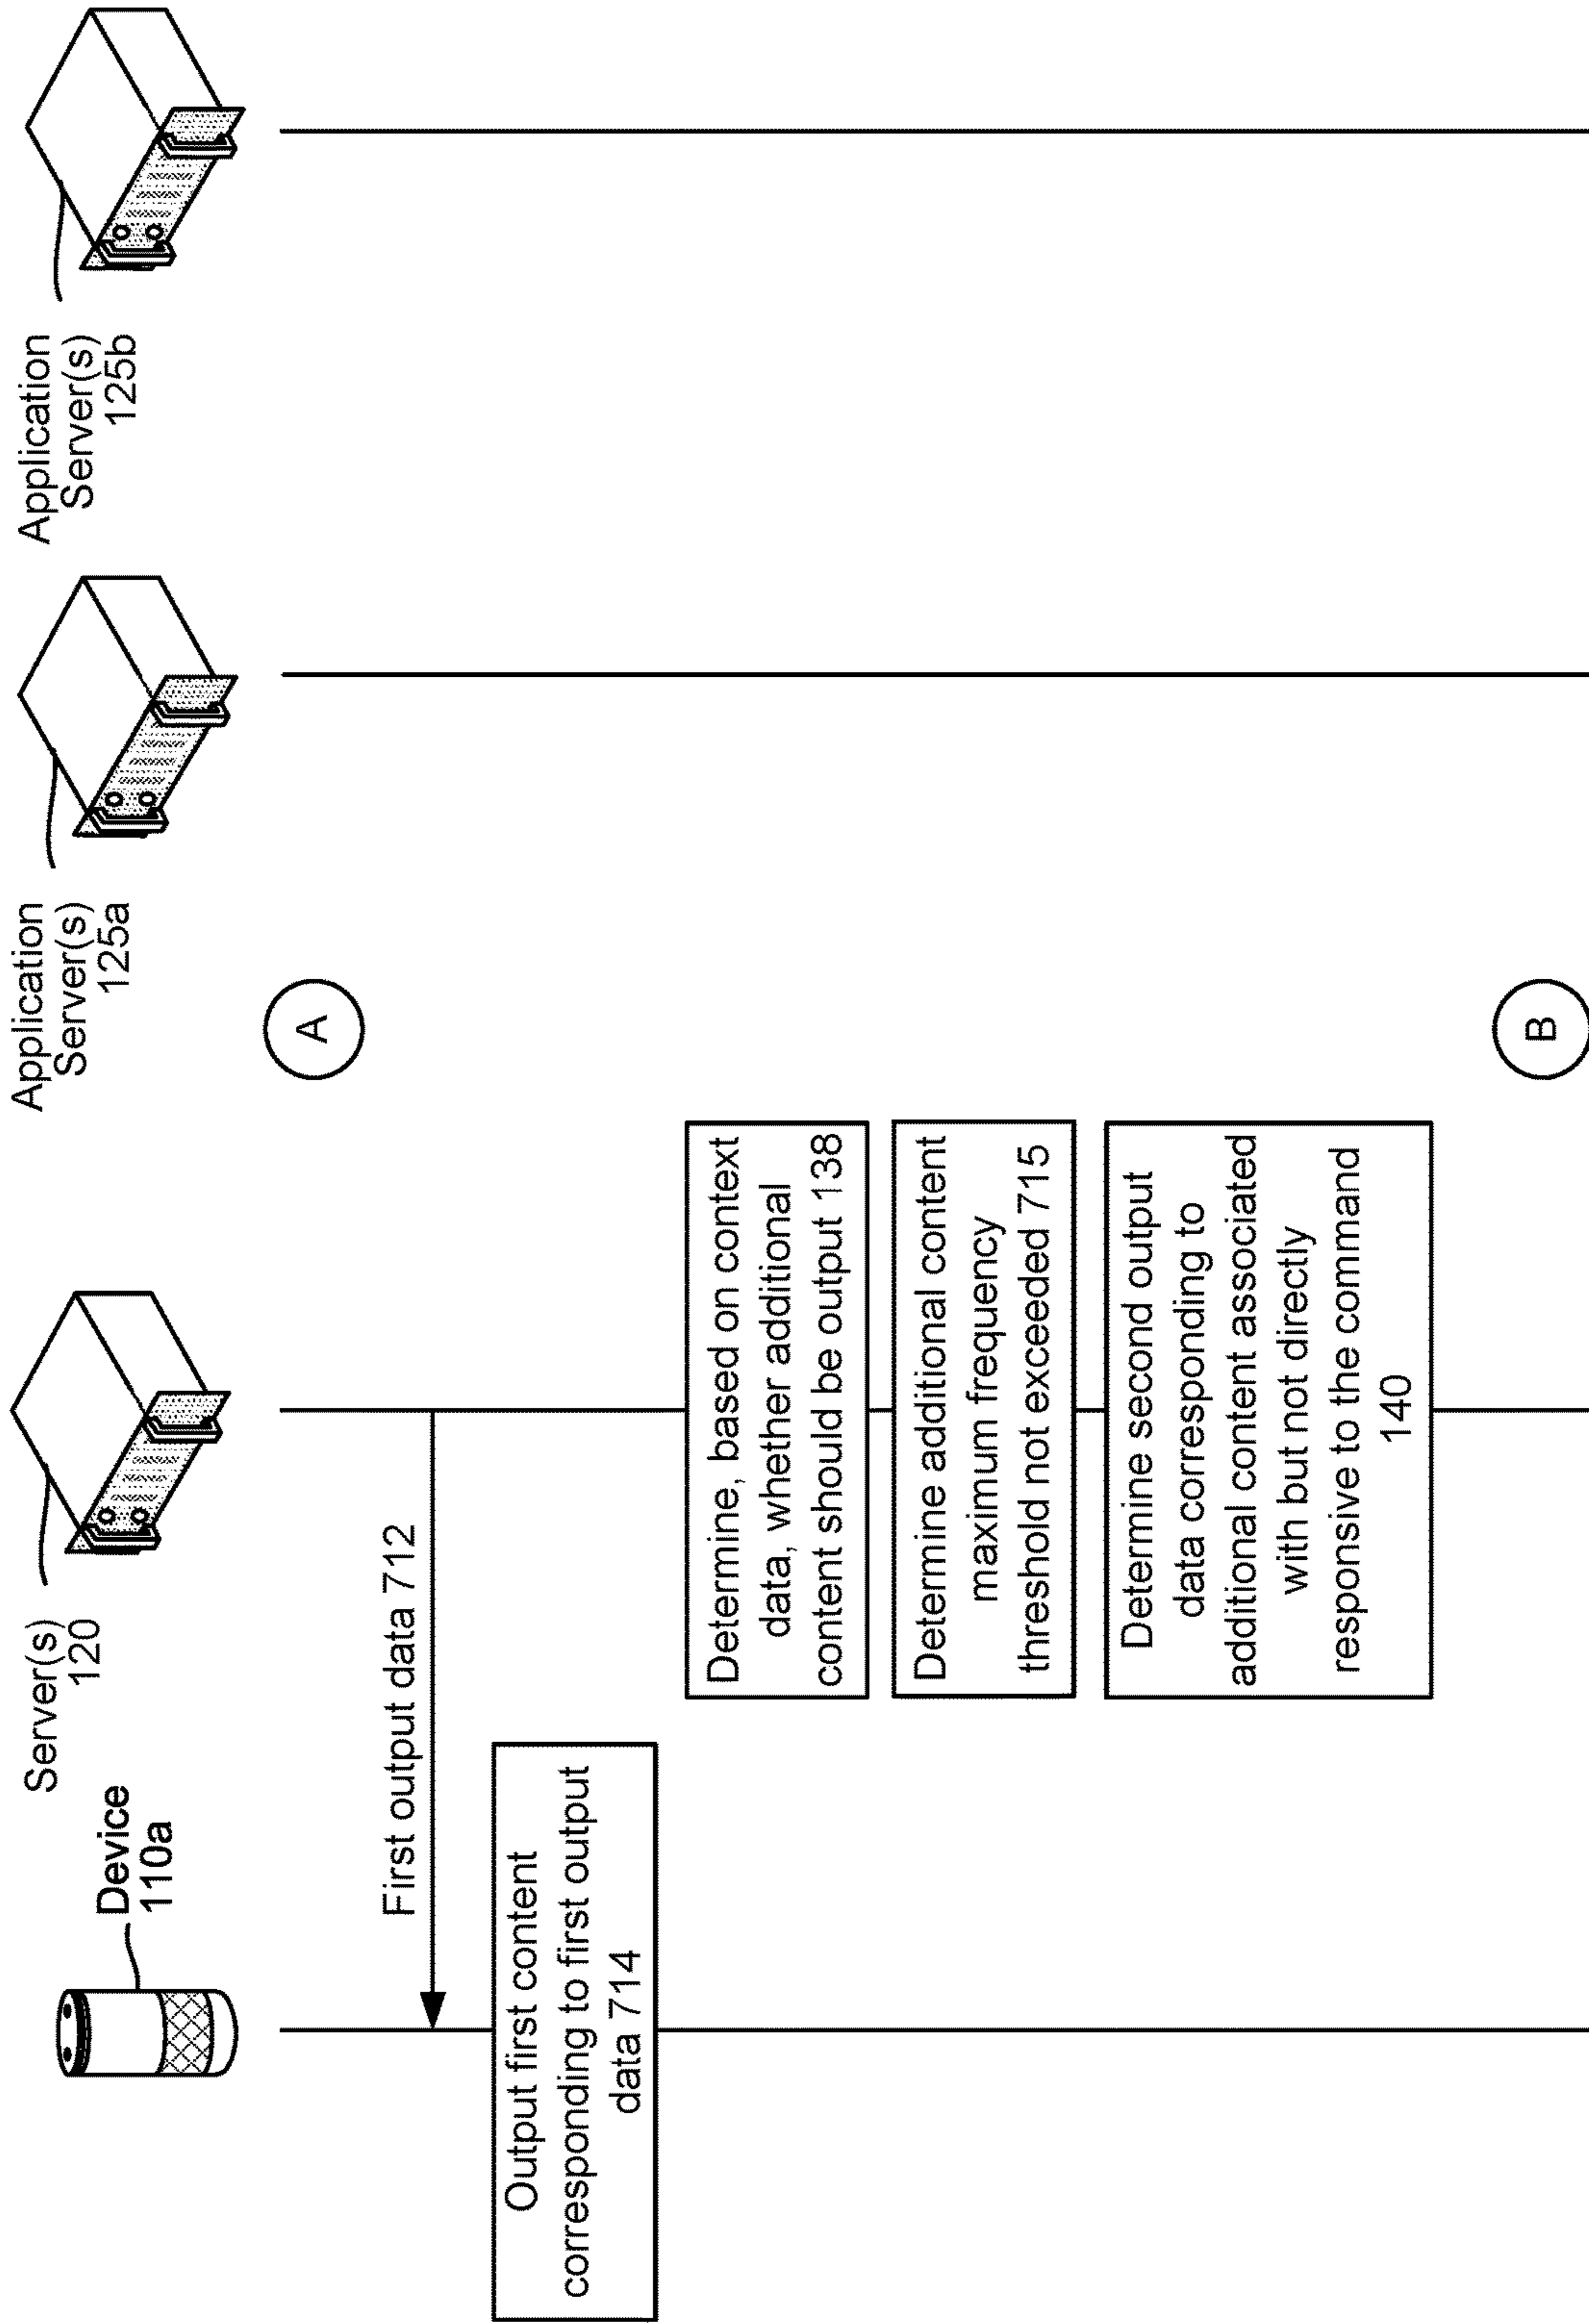 Device
110a
Server(s)
120
Application
Server(s)
125a
Application
Server(s)
125b
A
First output data 712
Output first content
corresponding to first output
data 714
Determine, based on context
data, whether additional
content should be output 138
Determine additional content
maximum frequency
threshold not exceeded 715
Determine second output
data corresponding to
additional content associated
with but not directly
responsive to the command
140
B